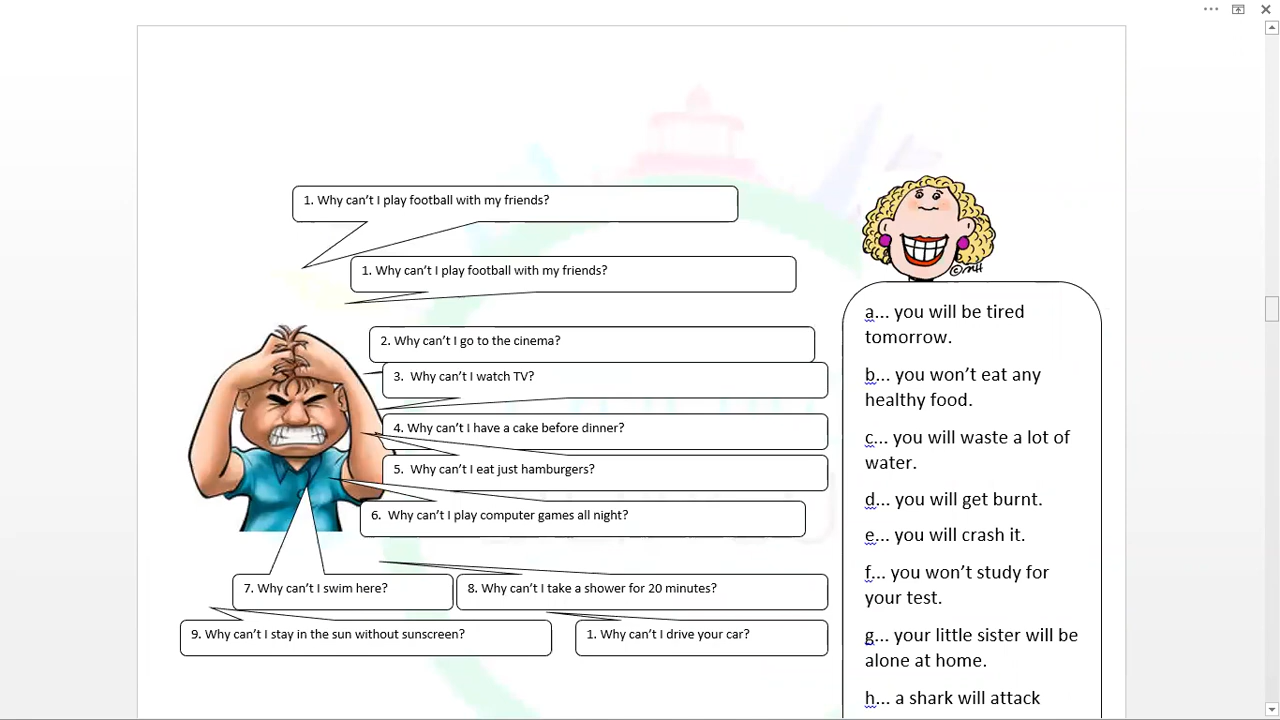 1. Why can't I play football with my friends?
1. Why can't I play football with my friends?
2. Why can't I go to the cinema?
3. Why can't I watch TV?
4. Why can't I have a cake before dinner?
5. Why can't I eat just hamburgers?
6. Why can't I play computer games all night?
7. Why can't I swim here?
8. Why can't I take a shower for 20 minutes?
9. Why can't I stay in the sun without sunscreen?
1. Why can't I drive your car?
©MH
a... you will be tired
tomorrow.
b... you won't eat any
healthy food.
c... you will waste a lot of
water.
d... you will get burnt.
e... you will crash it.
f... you won't study for
your test.
g... your little sister will be
alone at home.
h... a shark will attack